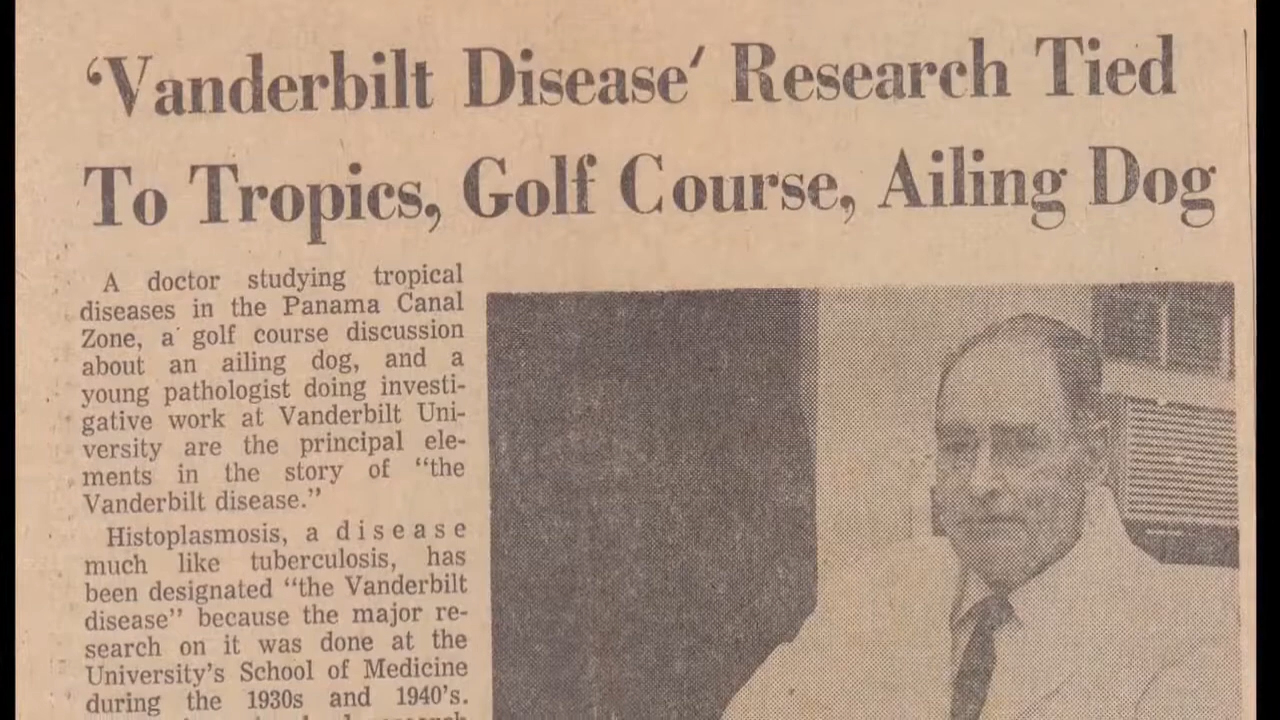 ‘Vanderbilt Disease’ Research Tied
To Tropics, Golf Course, Ailing Dog
A doctor studying tropical
diseases in the Panama Canal
Zone, a golf course discussion
about an ailing dog, and a
young pathologist doing investi-
gative work at Vanderbilt Uni-
versity are the principal ele-
ments in the story of “the
Vanderbilt disease.”
Histoplasmosis, a disease
much like tuberculosis, has
been designated “the Vanderbilt
disease” because the major re-
search on it was done at the
University’s School of Medicine
during the 1930s and 1940’s.